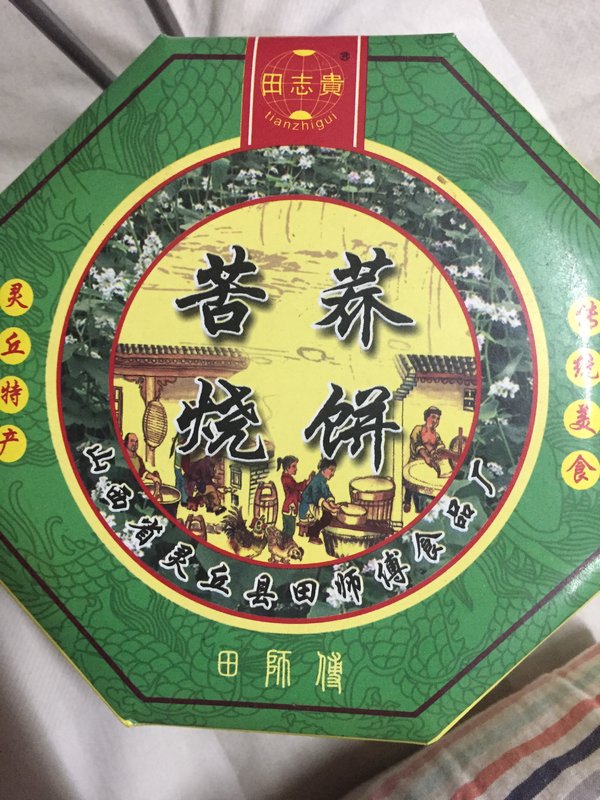 田志貴®
tianzhigui
苦荞
烧饼
灵丘特产
传统美食
山西省灵丘县田师傅食品厂
田師傅